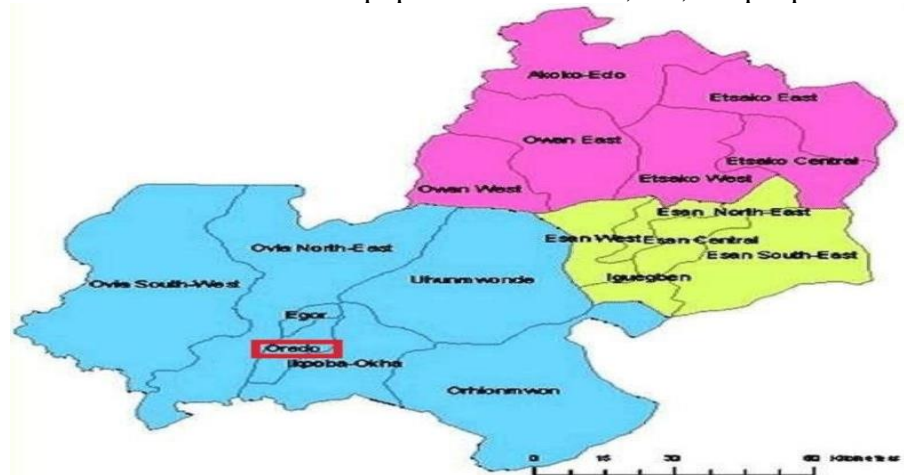 Akoko-Edo
Etsako East
Owan East
Etsako Central
Etsako West
Owan West
Esan North-East
Esan West
Esan Central
Ovia North-East
Esan South-East
Iguegben
Uhunmwonde
Ovia South-West
Egor
Oredo
Ikpoba-Okha
Orhionmwon
0 15 30 60 Kilometers